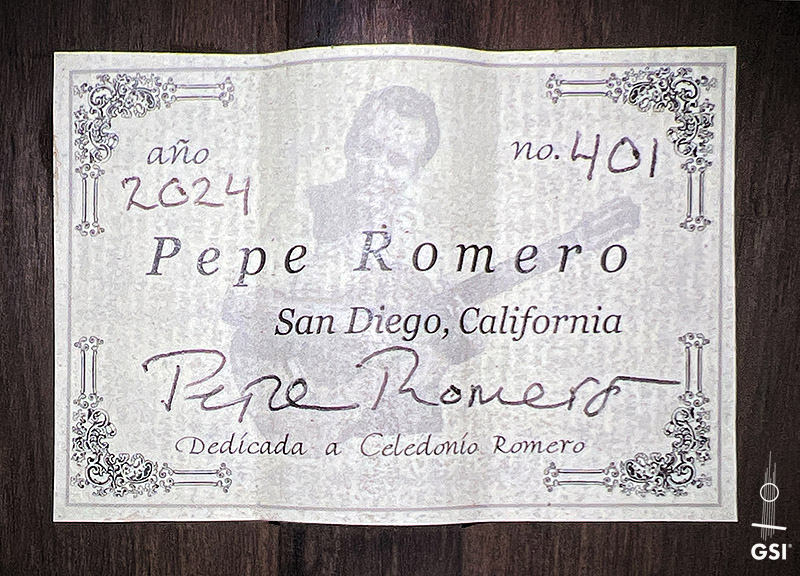 año
2024
no. 401
Pepe Romero
San Diego, California
Pepe Romero
Dedicada a Celedonio Romero
GSI